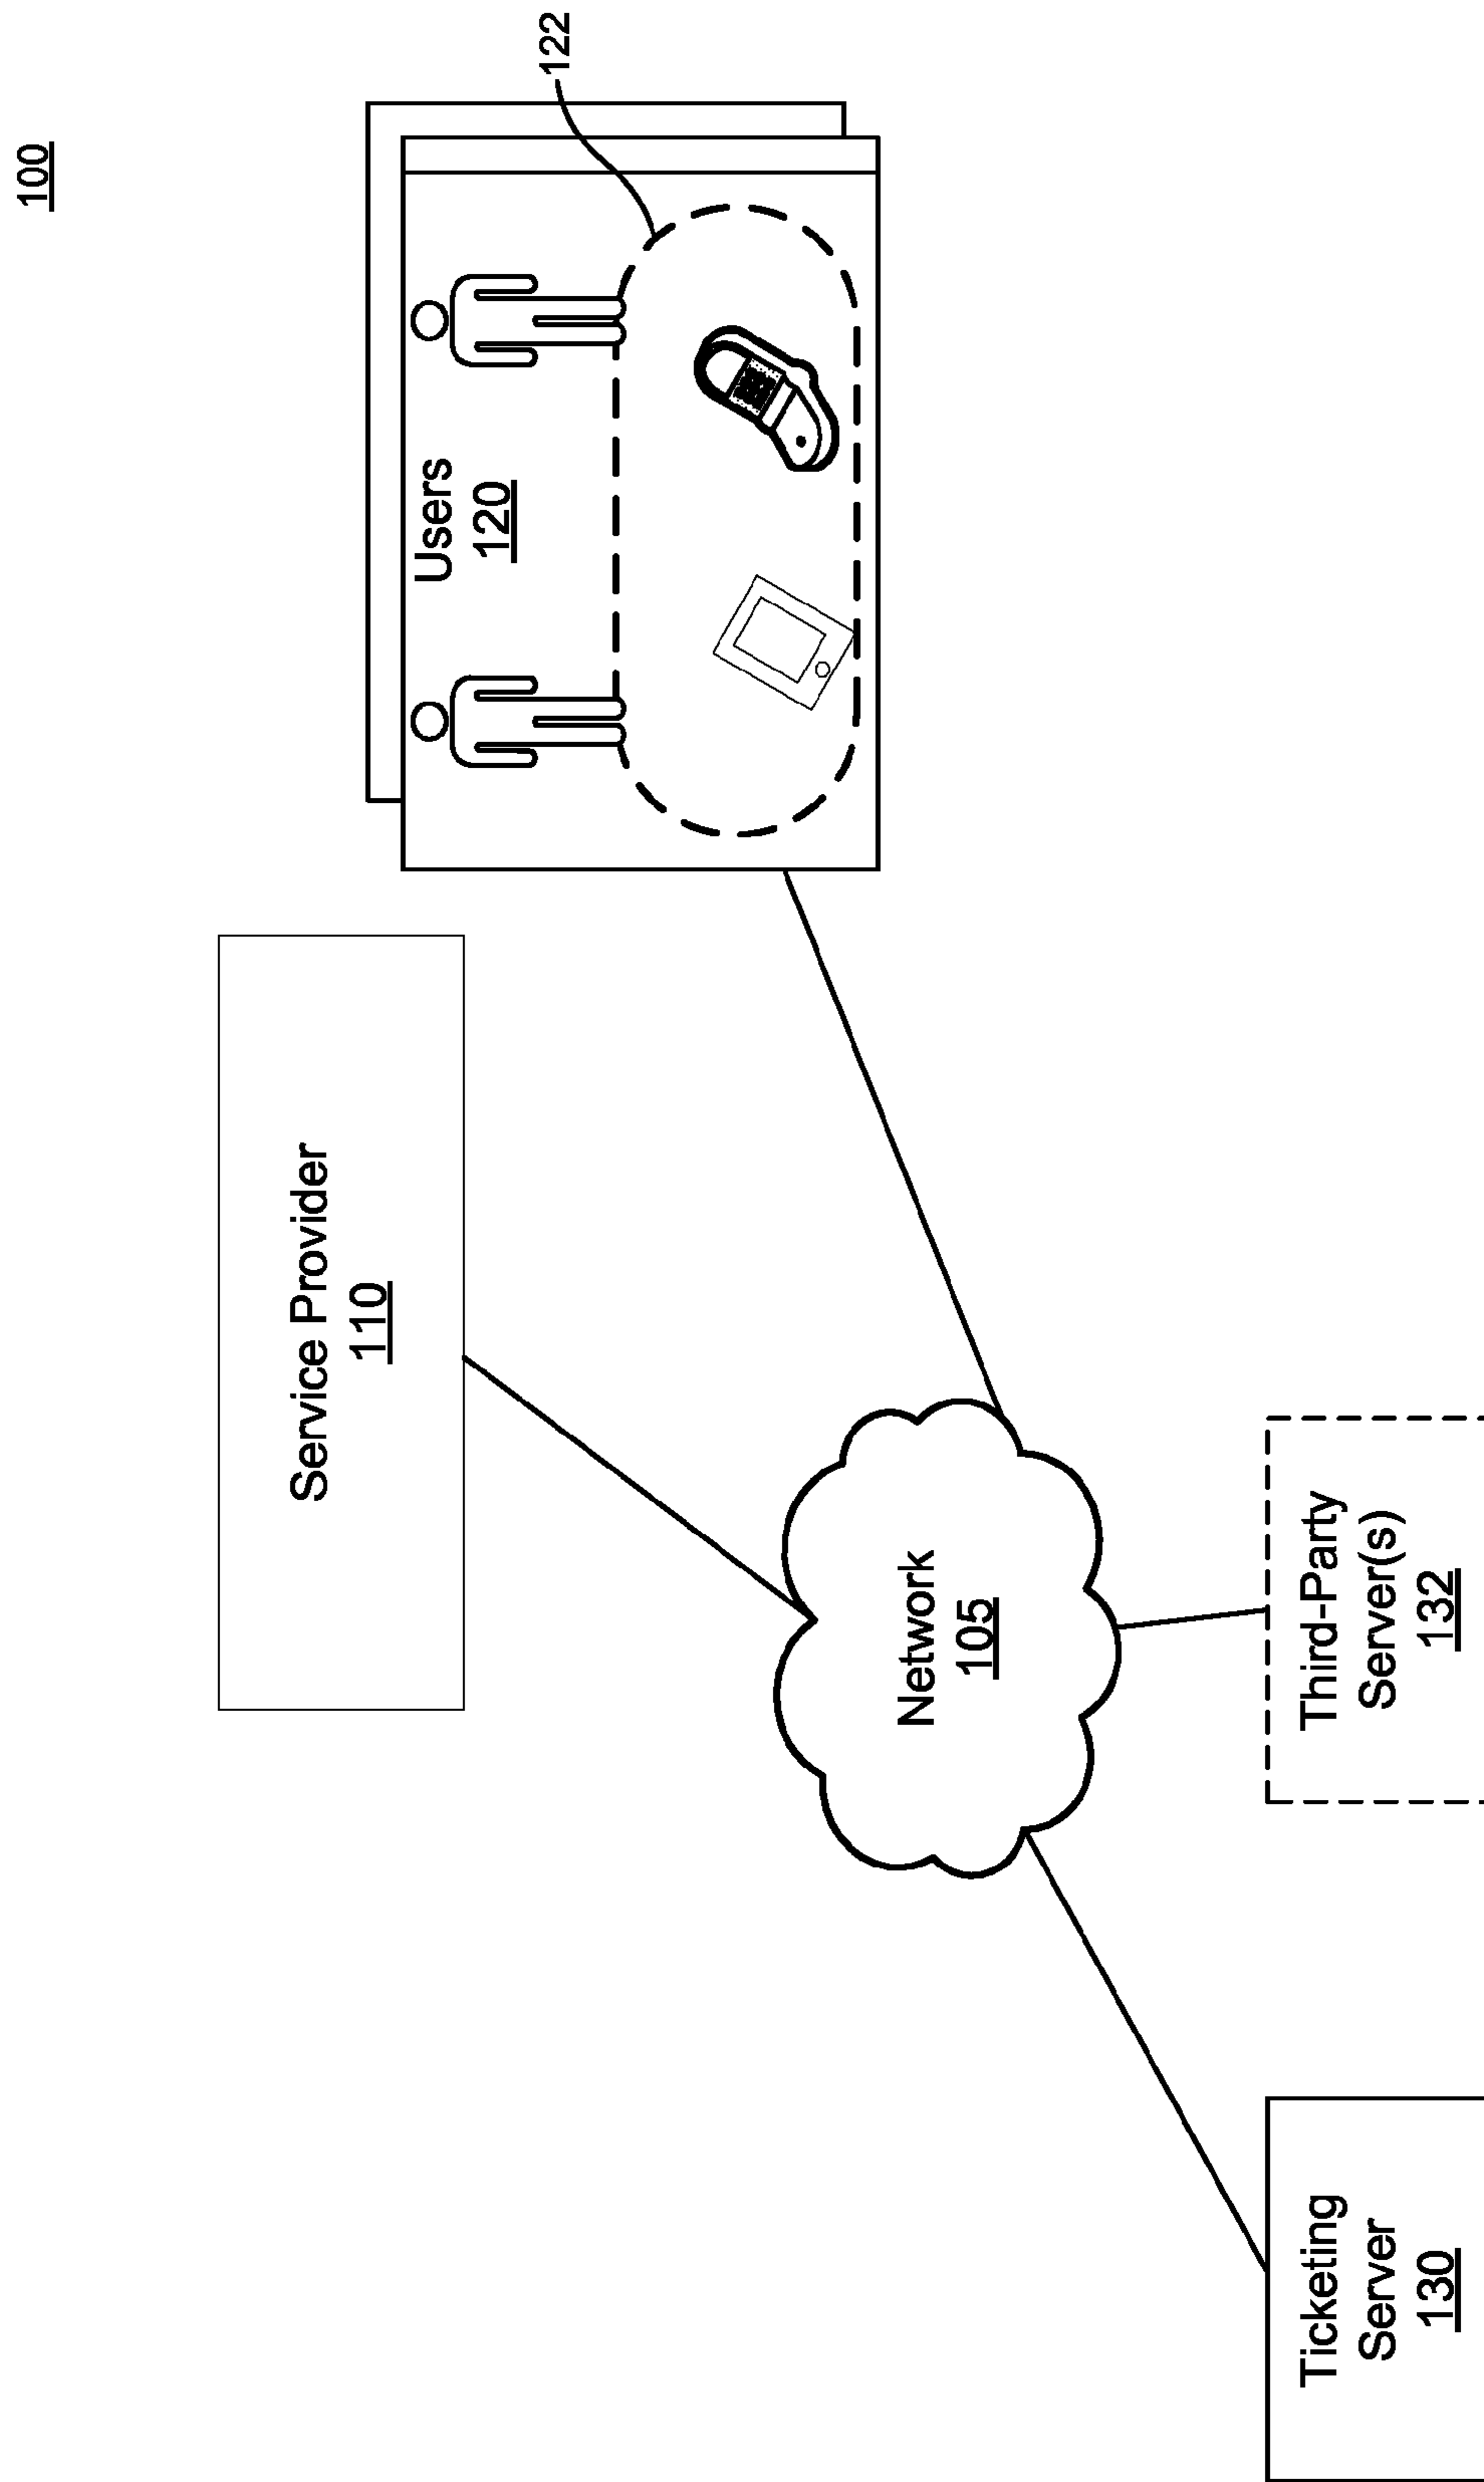 100
122
Users
120
Service Provider
110
Network
105
Ticketing
Server
130
Third-Party
Server(s)
132